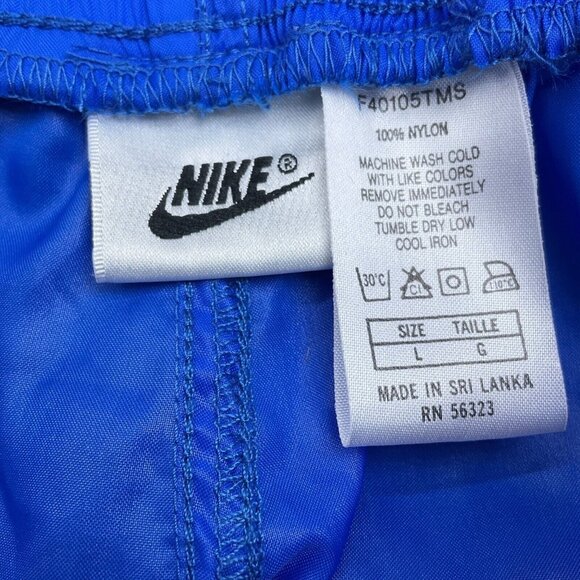 NIKE®
F40105TMS
100% NYLON
MACHINE WASH COLD
WITH LIKE COLORS
REMOVE IMMEDIATELY
DO NOT BLEACH
TUMBLE DRY LOW
COOL IRON
30°C Cl 110°C
SIZE TAILLE
L G
MADE IN SRI LANKA
RN 56323